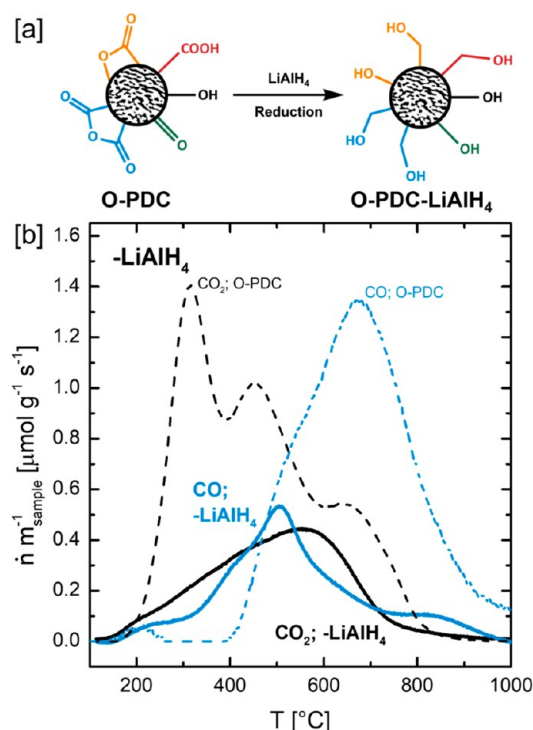 [a]
O
O
O
COOH
OH
O
O
O
O
O-PDC
LiAlH4
Reduction
HO
HO
OH
OH
HO
OH
OH
O-PDC-LiAlH4
[b]
-LiAlH4
CO2; O-PDC
CO; O-PDC
CO;
-LiAlH4
CO2; -LiAlH4
1.6
1.4
1.2
1.0
0.8
0.6
0.4
0.2
0.0
ṅ m⁻¹sample [µmol g⁻¹ s⁻¹]
200 400 600 800 1000
T [°C]